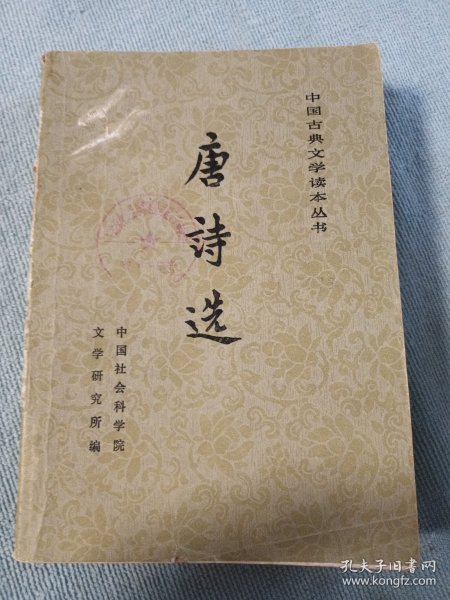 中国古典文学读本丛书
唐詩选
中国社会科学院
文学研究所编
孔夫子旧书网
www.kongfz.com